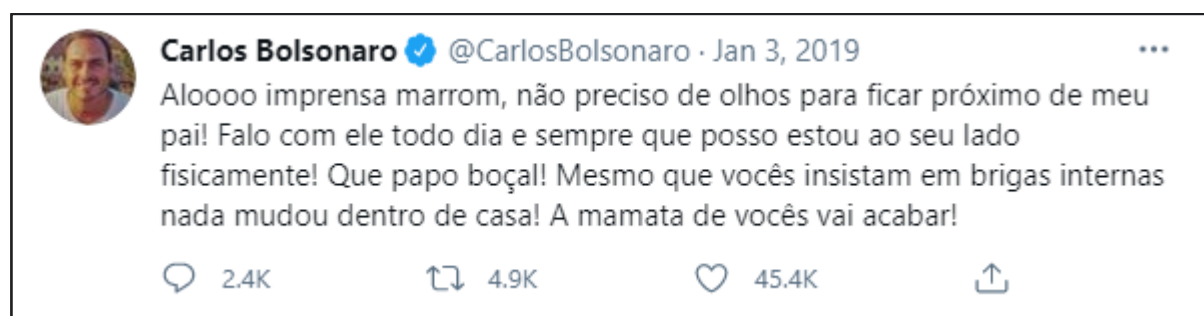 Carlos Bolsonaro @CarlosBolsonaro · Jan 3, 2019
Aloooo imprensa marrom, não preciso de olhos para ficar próximo de meu
pai! Falo com ele todo dia e sempre que posso estou ao seu lado
fisicamente! Que papo boçal! Mesmo que vocês insistam em brigas internas
nada mudou dentro de casa! A mamata de vocês vai acabar!
2.4K 4.9K 45.4K